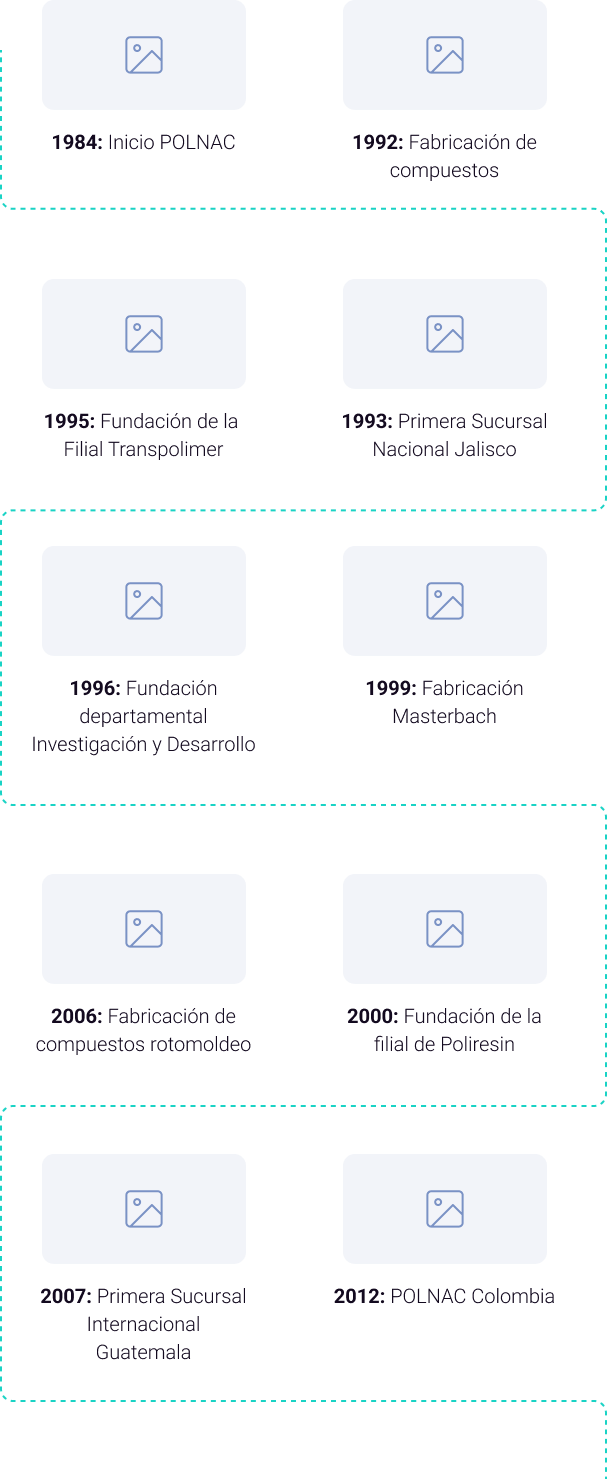 1984: Inicio POLNAC
1992: Fabricación de
compuestos
1995: Fundación de la
Filial Transpolimer
1993: Primera Sucursal
Nacional Jalisco
1996: Fundación
departamental
Investigación y Desarrollo
1999: Fabricación
Masterbach
2006: Fabricación de
compuestos rotomoldeo
2000: Fundación de la
filial de Poliresin
2007: Primera Sucursal
Internacional
Guatemala
2012: POLNAC Colombia